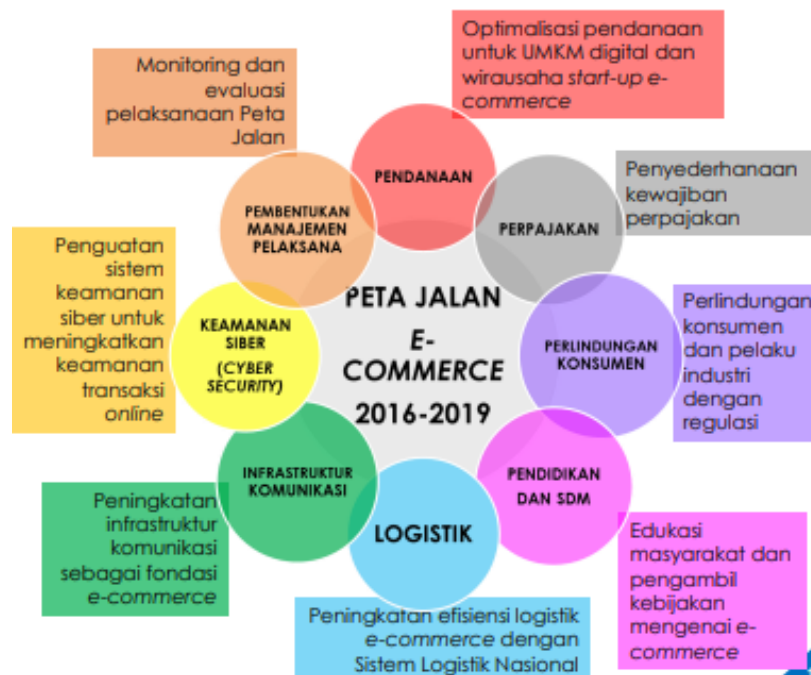 Optimalisasi pendanaan
untuk UMKM digital dan
wirausaha start-up e-
commerce
Monitoring dan
evaluasi
pelaksanaan Peta
Jalan
PENDANAAN
PEMBENTUKAN
MANAJEMEN
PELAKSANA
PERPAJAKAN
Penyederhanaan
kewajiban
perpajakan
Penguatan
sistem
keamanan
siber untuk
meningkatkan
keamanan
transaksi
online
KEAMANAN
SIBER
(CYBER
SECURITY)
PETA JALAN
E-
COMMERCE
2016-2019
PERLINDUNGAN
KONSUMEN
Perlindungan
konsumen
dan pelaku
industri
dengan
regulasi
INFRASTRUKTUR
KOMUNIKASI
PENDIDIKAN
DAN SDM
LOGISTIK
Peningkatan
infrastruktur
komunikasi
sebagai fondasi
e-commerce
Edukasi
masyarakat dan
pengambil
kebijakan
mengenai e-
commerce
Peningkatan efisiensi logistik
e-commerce dengan
Sistem Logistik Nasional